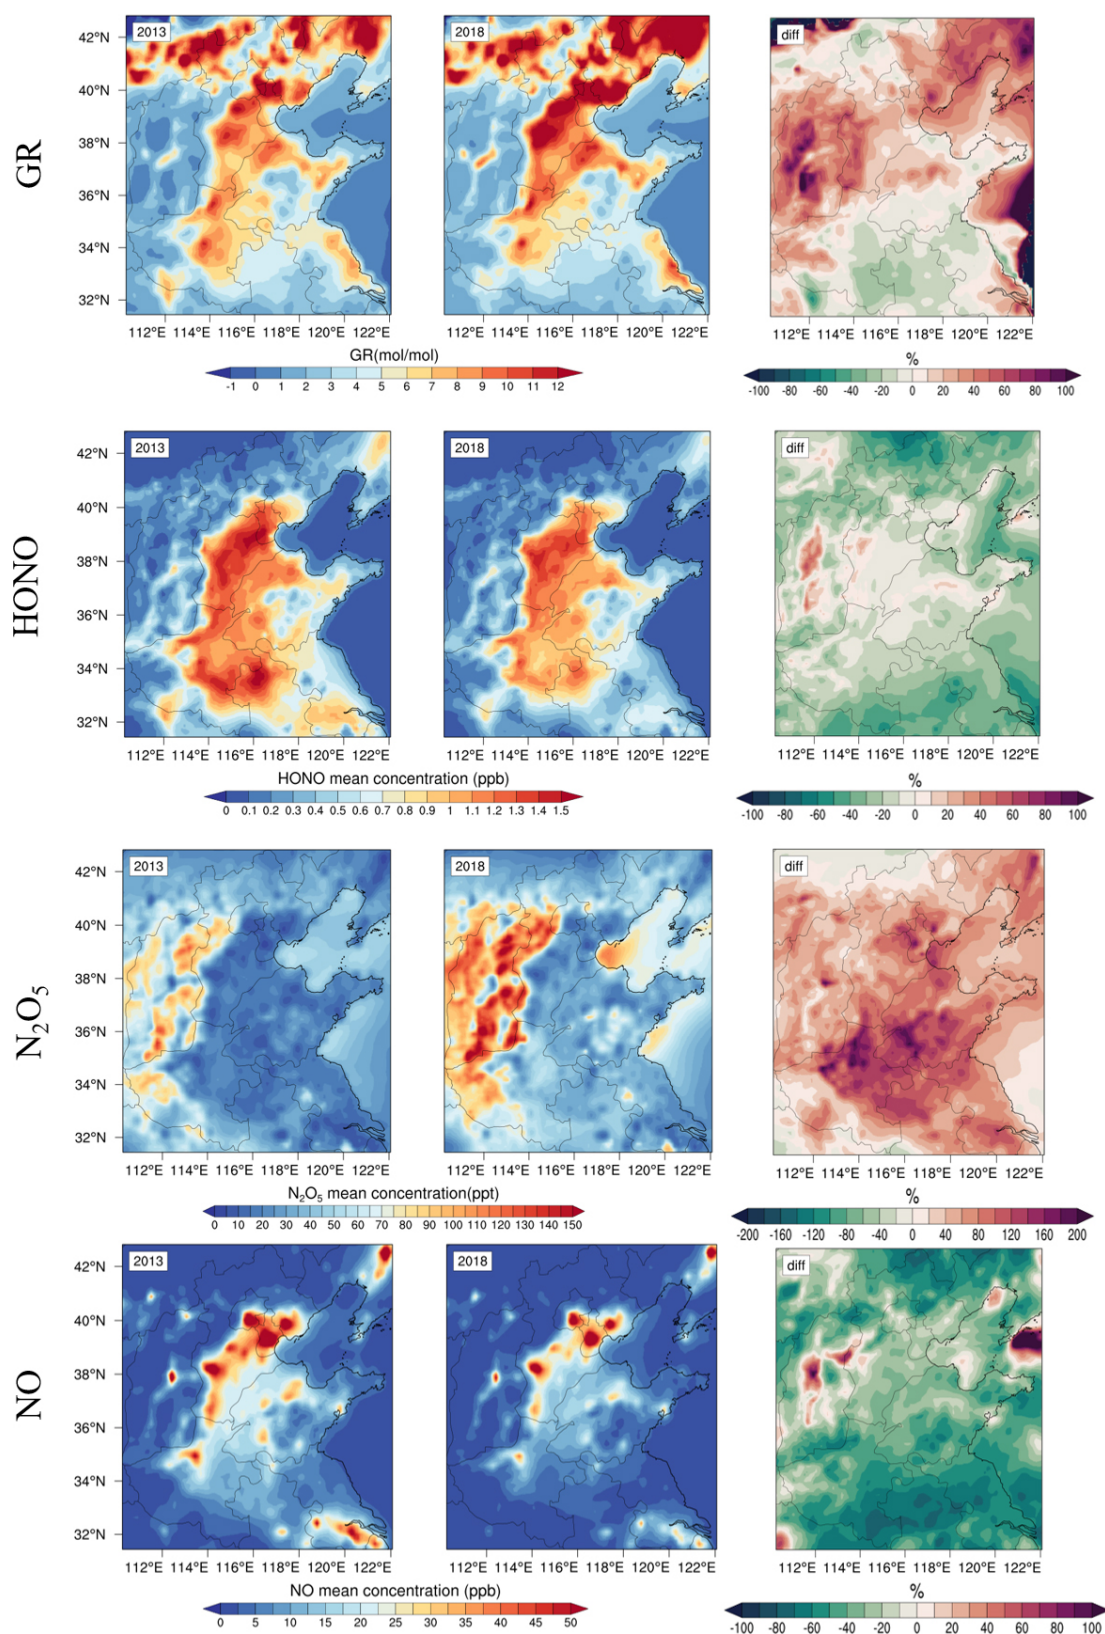 GR
2013
2018
diff
42°N
40°N
38°N
36°N
34°N
32°N
112°E 114°E 116°E 118°E 120°E 122°E
112°E 114°E 116°E 118°E 120°E 122°E
112°E 114°E 116°E 118°E 120°E 122°E
GR(mol/mol)
-1 0 1 2 3 4 5 6 7 8 9 10 11 12
%
-100 -80 -60 -40 -20 0 20 40 60 80 100
HONO
2013
2018
diff
42°N
40°N
38°N
36°N
34°N
32°N
112°E 114°E 116°E 118°E 120°E 122°E
112°E 114°E 116°E 118°E 120°E 122°E
112°E 114°E 116°E 118°E 120°E 122°E
HONO mean concentration (ppb)
0 0.1 0.2 0.3 0.4 0.5 0.6 0.7 0.8 0.9 1 1.1 1.2 1.3 1.4 1.5
%
-100 -80 -60 -40 -20 0 20 40 60 80 100
N₂O₅
2013
2018
diff
42°N
40°N
38°N
36°N
34°N
32°N
112°E 114°E 116°E 118°E 120°E 122°E
112°E 114°E 116°E 118°E 120°E 122°E
112°E 114°E 116°E 118°E 120°E 122°E
N₂O₅ mean concentration(ppt)
0 10 20 30 40 50 60 70 80 90 100 110 120 130 140 150
%
-200 -160 -120 -80 -40 0 40 80 120 160 200
NO
2013
2018
diff
42°N
40°N
38°N
36°N
34°N
32°N
112°E 114°E 116°E 118°E 120°E 122°E
112°E 114°E 116°E 118°E 120°E 122°E
112°E 114°E 116°E 118°E 120°E 122°E
NO mean concentration (ppb)
0 5 10 15 20 25 30 35 40 45 50
%
-100 -80 -60 -40 -20 0 20 40 60 80 100